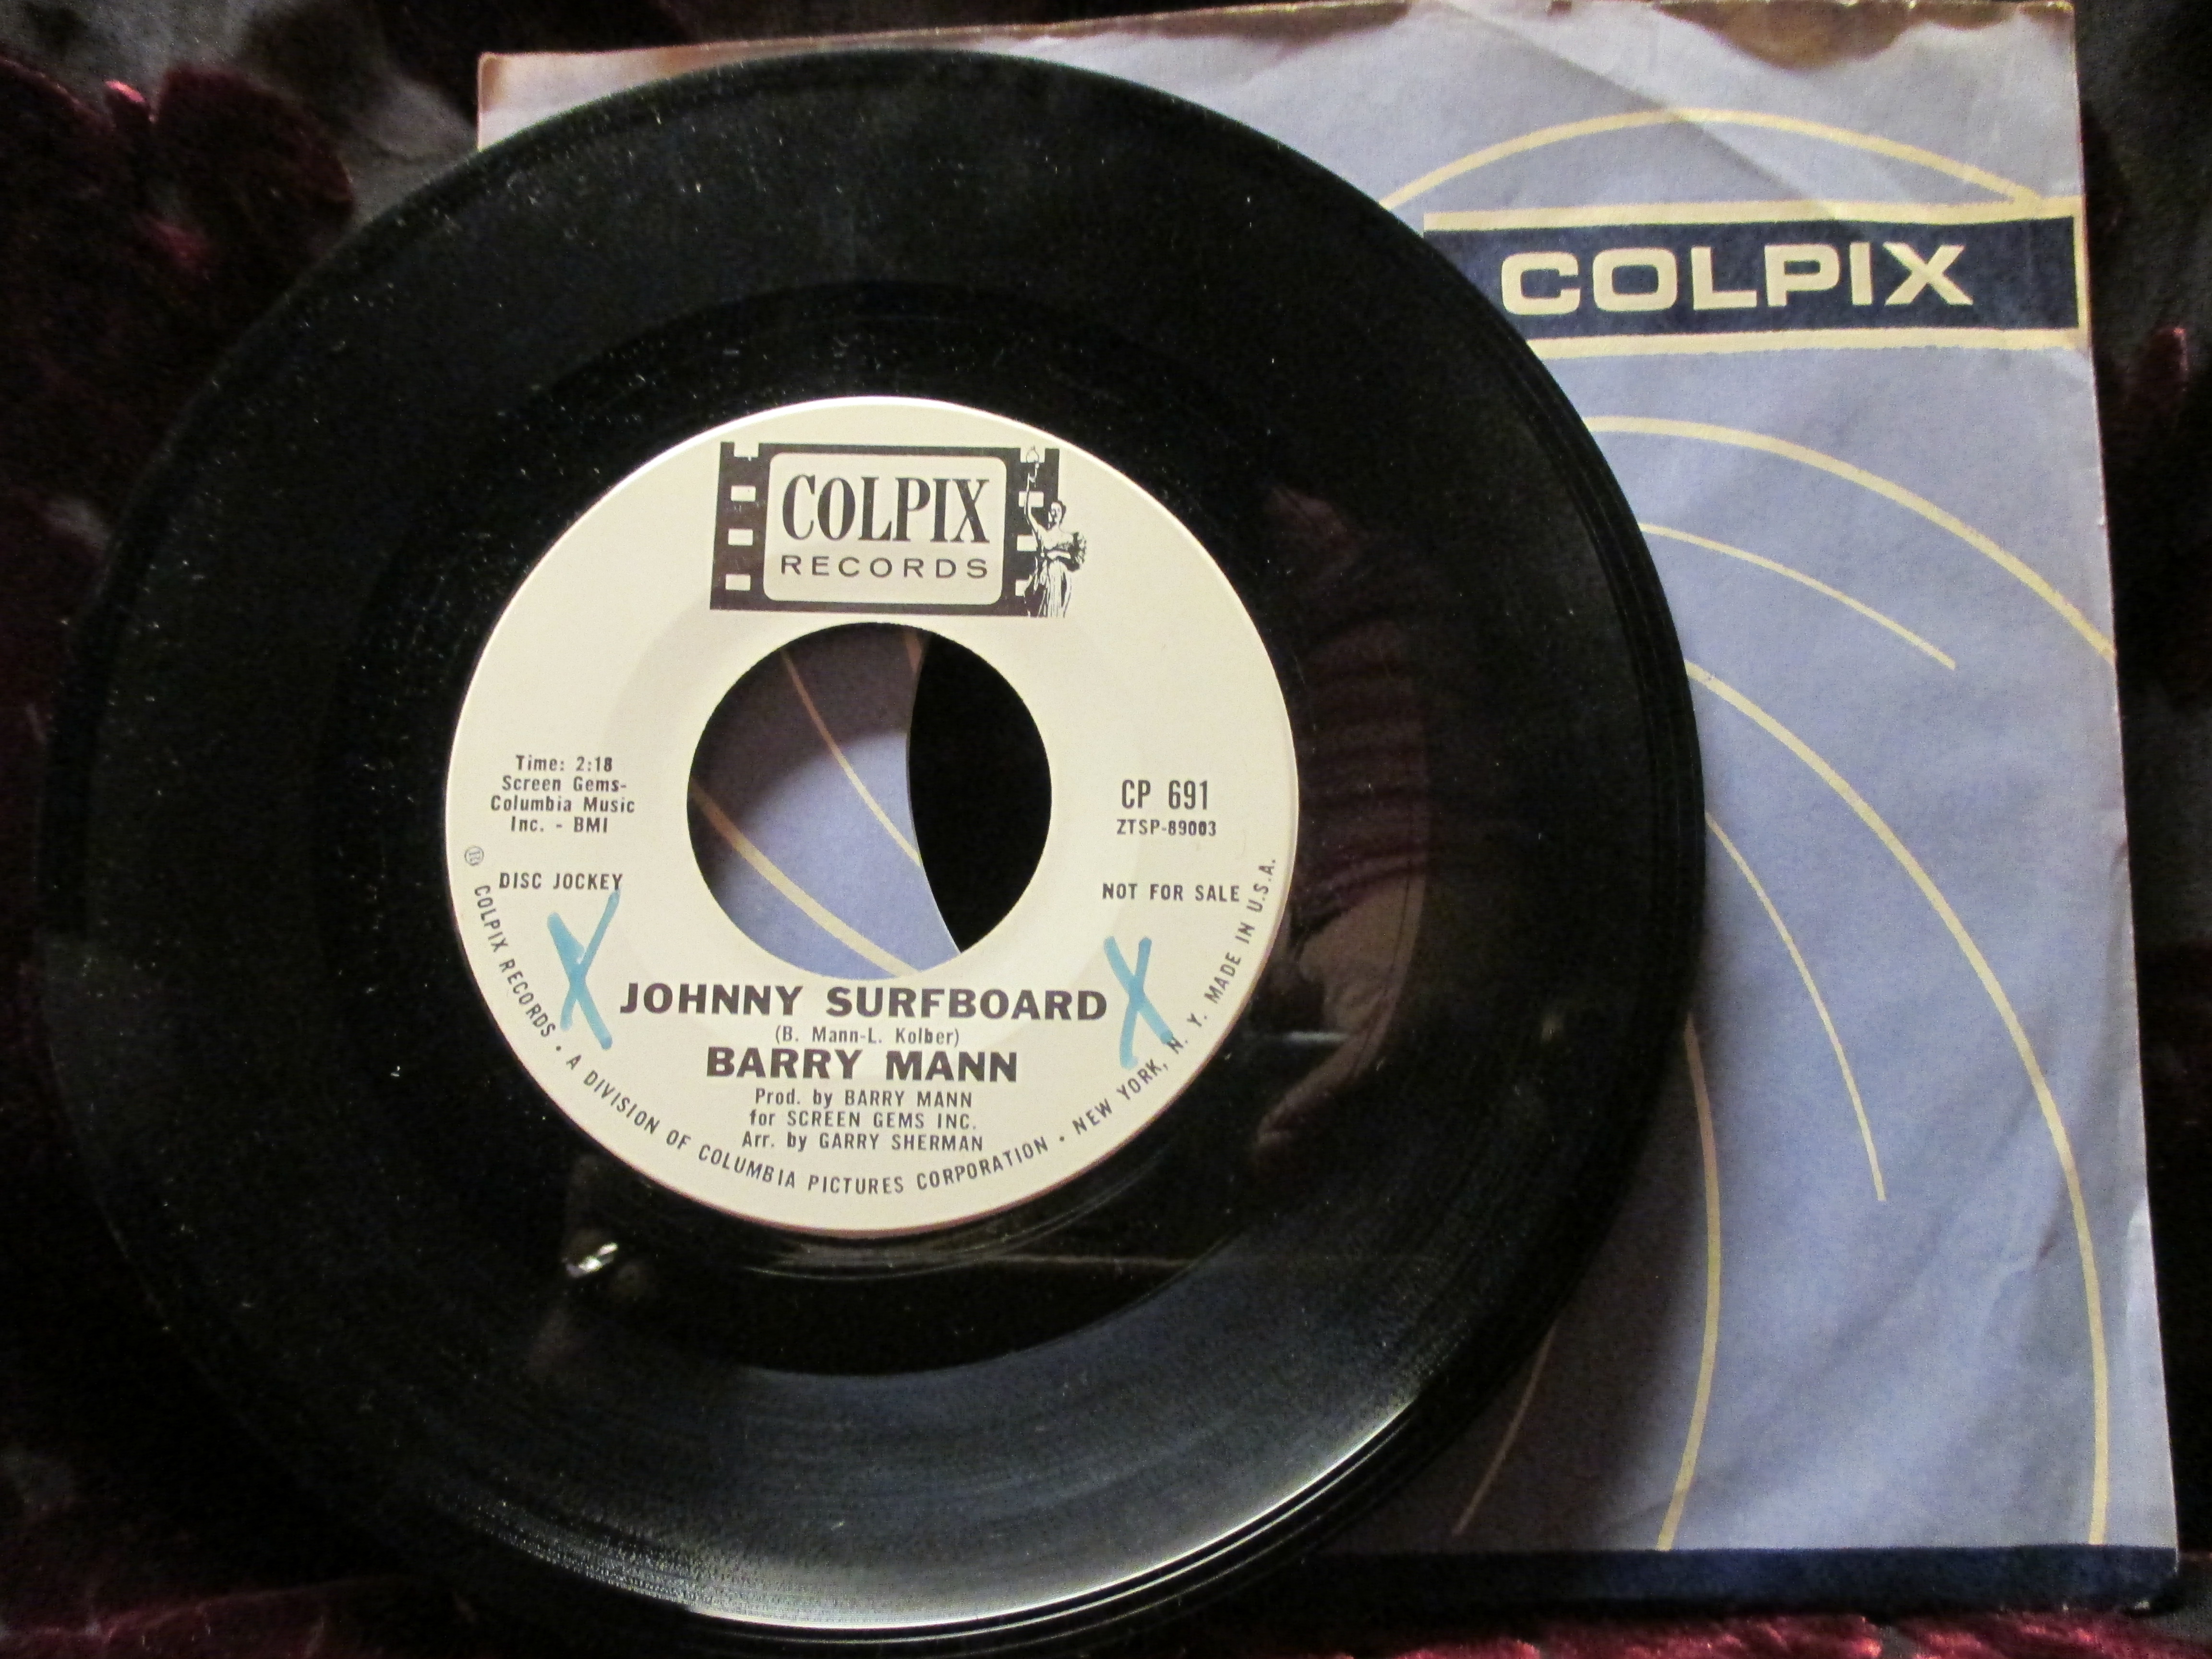 COLPIX
COLPIX
RECORDS
Time: 2:18
Screen Gems-
Columbia Music
Inc. - BMI
CP 691
ZTSP-89003
DISC JOCKEY
NOT FOR SALE
X
X
JOHNNY SURFBOARD
(B. Mann-L. Kolber)
BARRY MANN
Prod. by BARRY MANN
for SCREEN GEMS INC.
Arr. by GARRY SHERMAN
® COLPIX RECORDS • A DIVISION OF COLUMBIA PICTURES CORPORATION • NEW YORK, N. Y. MADE IN U.S.A.